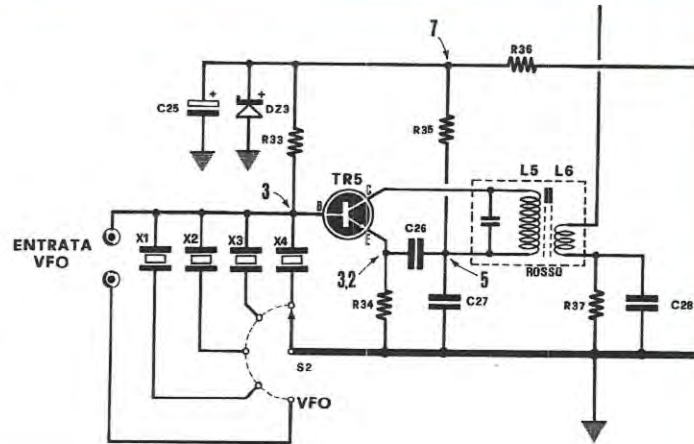 7
R36
C25
+
DZ3
+
R33
R35
L5 L6
TR5
3
B
C
E
X1 X2 X3 X4
ENTRATA
VFO
C26
3,2
5
ROSSO
R34
C27
R37
C28
S2
VFO